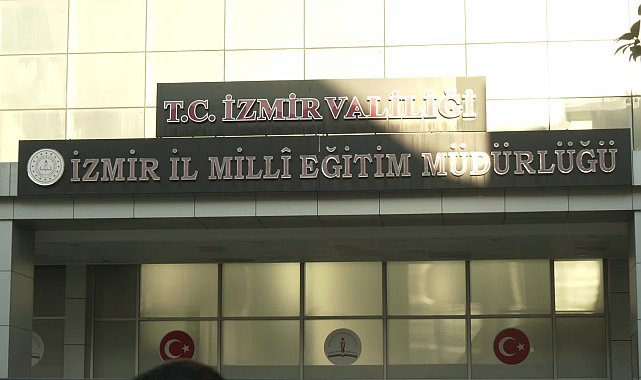 T.C. İZMİR VALİLİĞİ
İZMİR İL MİLLÎ EĞİTİM MÜDÜRLÜĞÜ